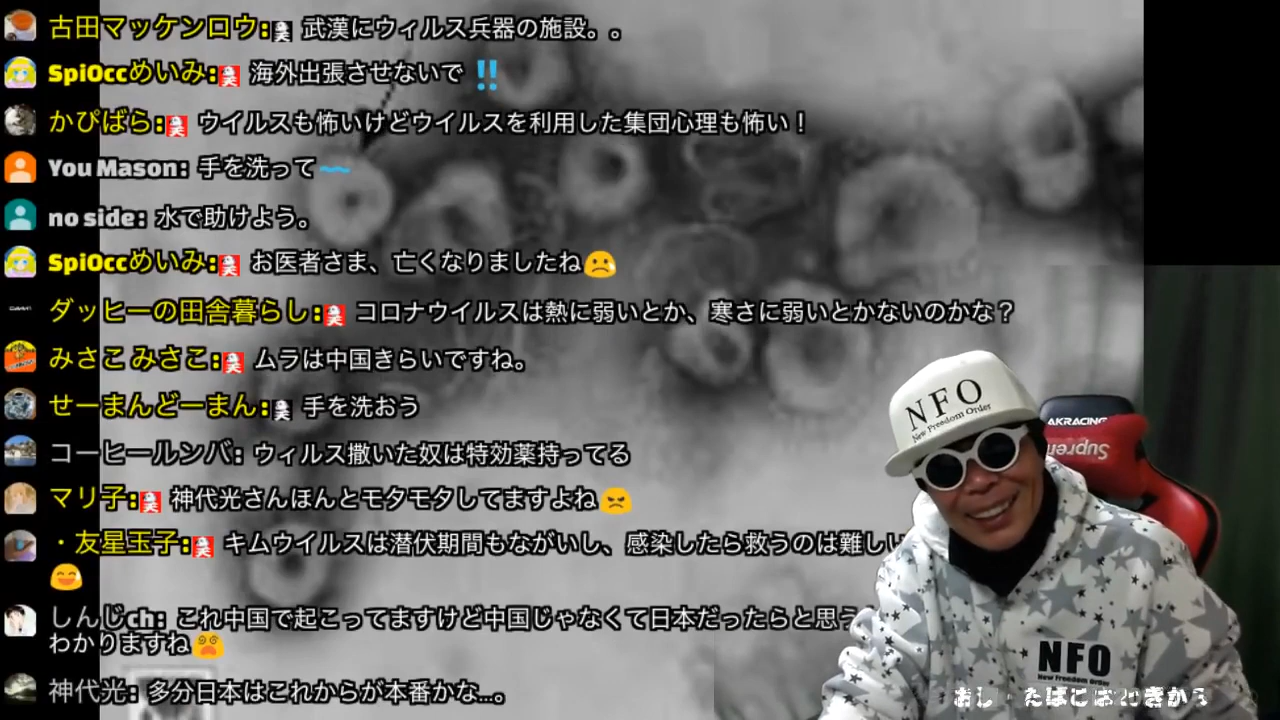 古田マッケンロウ: 武漢にウィルス兵器の施設。。
SpiOccめいみ: 海外出張させないで‼
かぴばら: ウイルスも怖いけどウイルスを利用した集団心理も怖い！
You Mason: 手を洗って
no side: 水で助けよう。
SpiOccめいみ: お医者さま、亡くなりましたね😢
ダッヒーの田舎暮らし: コロナウイルスは熱に弱いとか、寒さに弱いとかないのかな？
みさこ みさこ: ムラは中国きらいですね。
せーまんどーまん: 手を洗おう
コーヒールンバ: ウィルス撒いた奴は特効薬持ってる
マリ子: 神代光さんほんとモタモタしてますよね😠
・友星玉子: キムウイルスは潜伏期間もながいし、感染したら救うのは難しい
😅
しんじch: これ中国で起こってますけど中国じゃなくて日本だったらと思う
わかりますね😵
神代光: 多分日本はこれからが本番かな...。
NFO
New Freedom Order
AKRACING
Supreme
NFO
New Freedom Order